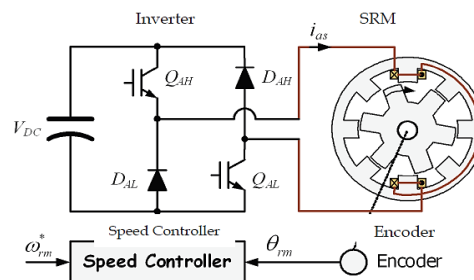 Inverter
SRM
i_as
Q_AH
D_AH
V_DC
D_AL
Q_AL
Speed Controller
Encoder
ω*_rm
Speed Controller
θ_rm
Encoder